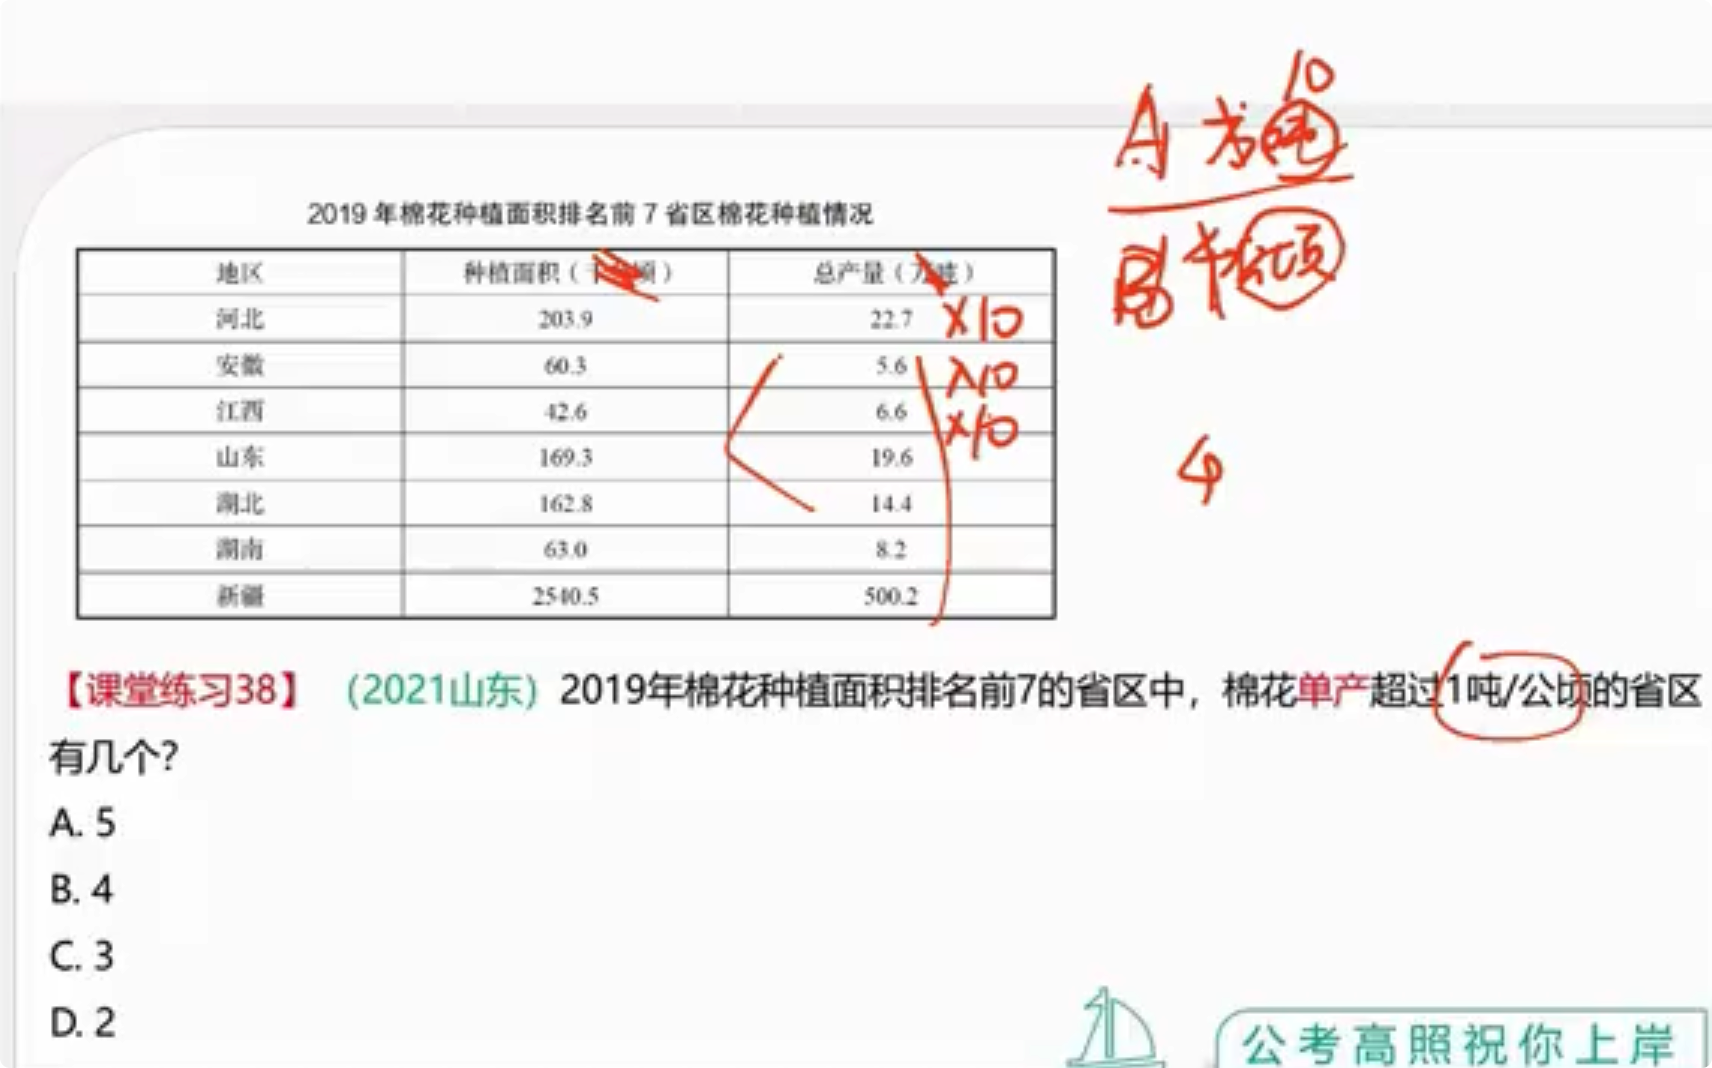 10
A 万吨
B 千公顷
2019 年棉花种植面积排名前 7 省区棉花种植情况
地区 种植面积（千公顷） 总产量（万吨）
河北 203.9 22.7 ×10
安徽 60.3 5.6 ×10
江西 42.6 6.6 ×10
山东 169.3 19.6
湖北 162.8 14.4
湖南 63.0 8.2
新疆 2540.5 500.2
4
【课堂练习38】（2021山东）2019年棉花种植面积排名前7的省区中，棉花单产超过1吨/公顷的省区
有几个？
A. 5
B. 4
C. 3
D. 2
公考高照祝你上岸